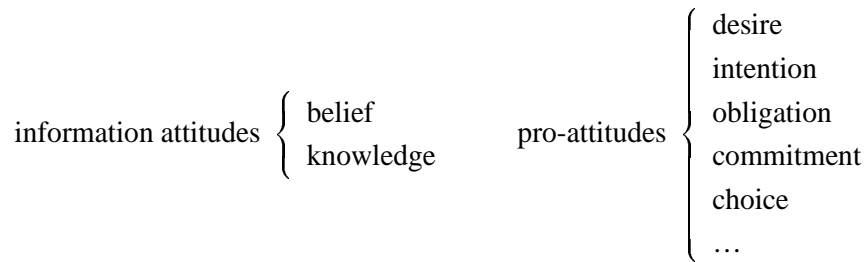 information attitudes
belief
knowledge
pro-attitudes
desire
intention
obligation
commitment
choice
…